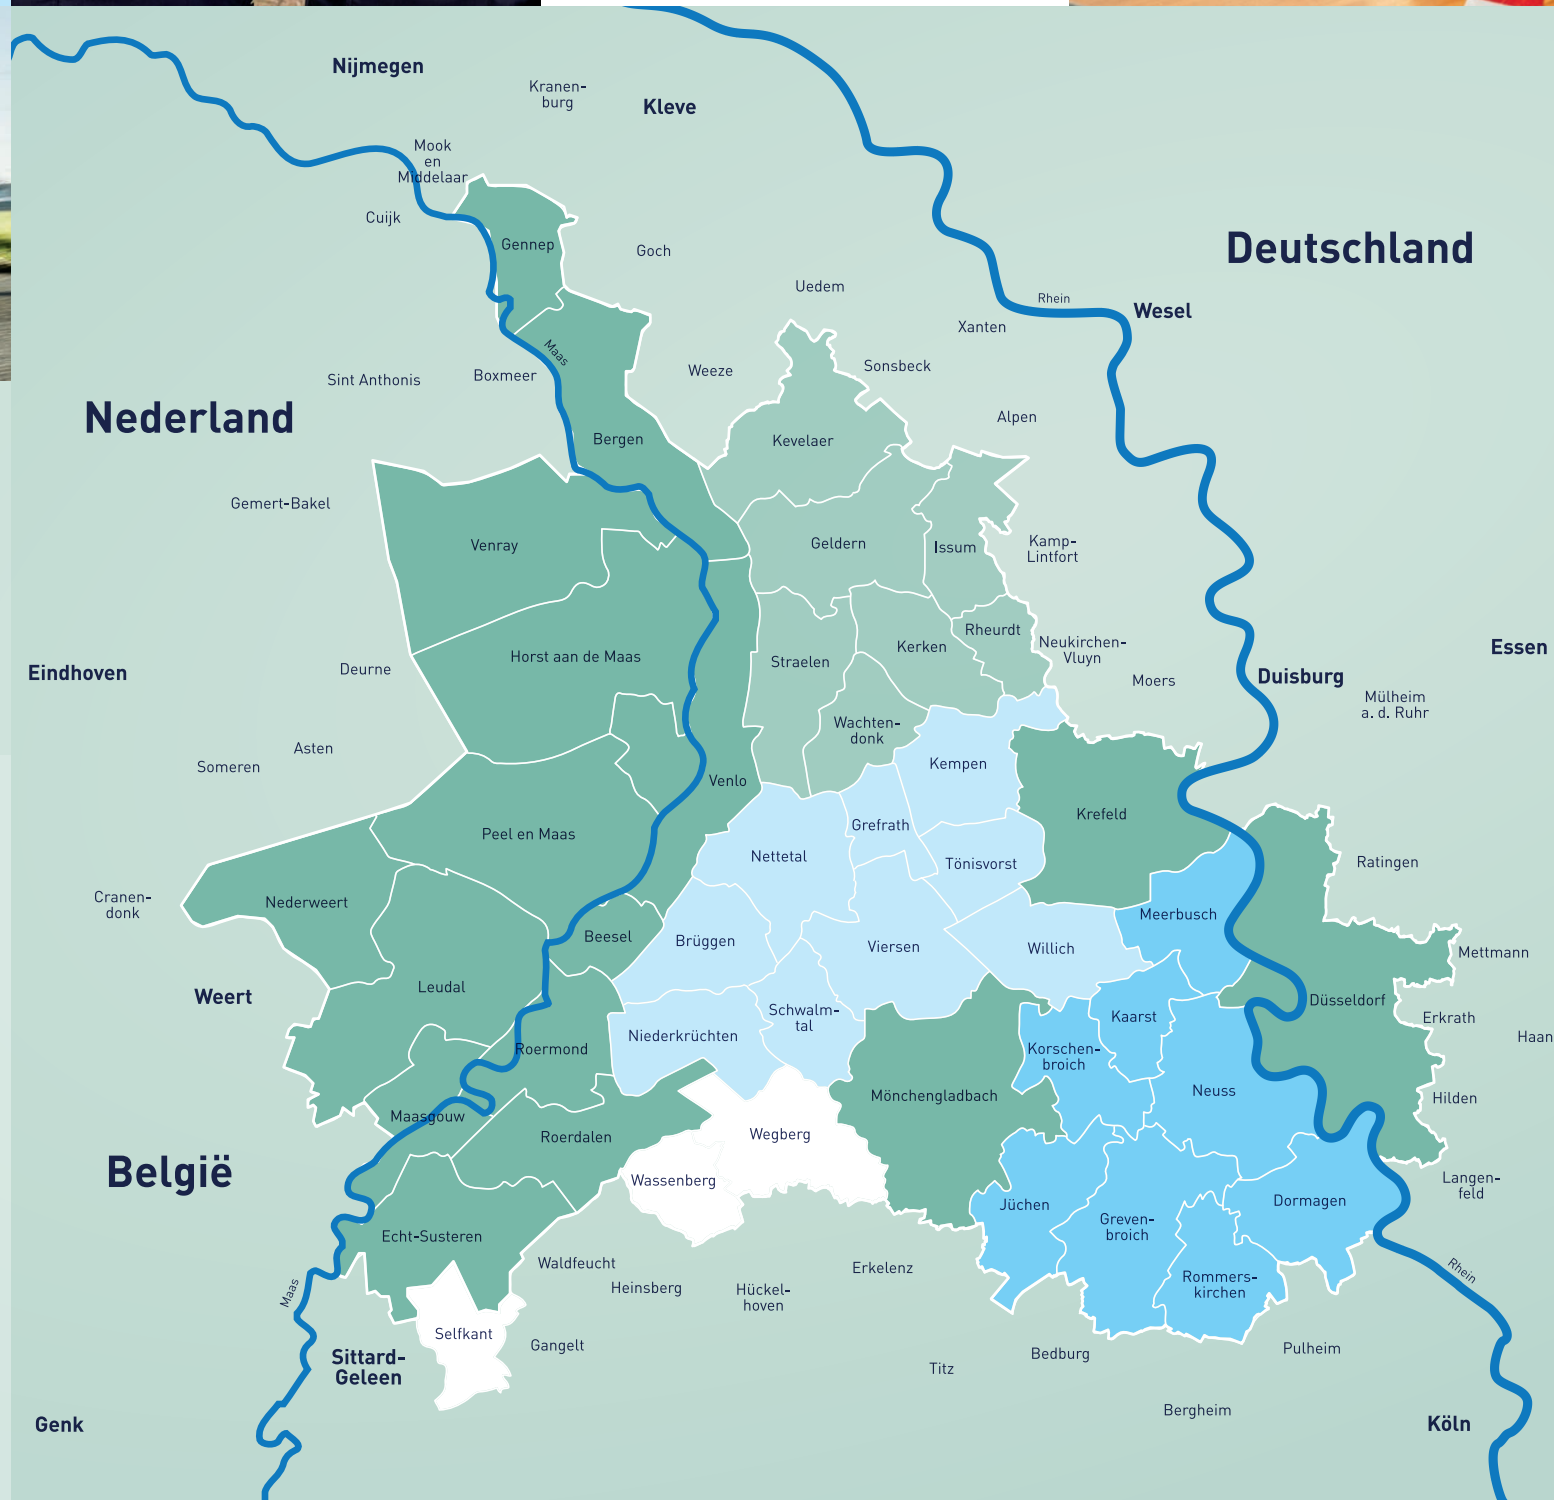 Nijmegen
Kranen-
burg
Kleve
Mook
en
Middelaar
Cuijk
Gennep
Goch
Deutschland
Uedem
Rhein
Wesel
Xanten
Maas
Sint Anthonis
Boxmeer
Weeze
Sonsbeck
Nederland
Alpen
Bergen
Kevelaer
Gemert-Bakel
Venray
Geldern
Issum
Kamp-
Lintfort
Rheurdt
Neukirchen-
Vluyn
Kerken
Essen
Eindhoven
Deurne
Horst aan de Maas
Straelen
Moers
Duisburg
Mülheim
a. d. Ruhr
Wachten-
donk
Asten
Someren
Kempen
Venlo
Krefeld
Peel en Maas
Grefrath
Nettetal
Tönisvorst
Ratingen
Cranen-
donk
Nederweert
Beesel
Brüggen
Viersen
Willich
Meerbusch
Mettmann
Weert
Leudal
Schwalm-
tal
Kaarst
Düsseldorf
Erkrath
Haan
Roermond
Niederkrüchten
Korschen-
broich
Mönchengladbach
Neuss
Hilden
Maasgouw
Roerdalen
Wegberg
België
Wassenberg
Langen-
feld
Jüchen
Greven-
broich
Dormagen
Echt-Susteren
Waldfeucht
Heinsberg
Hückel-
hoven
Erkelenz
Rommers-
kirchen
Rhein
Maas
Selfkant
Gangelt
Sittard-
Geleen
Titz
Bedburg
Pulheim
Bergheim
Genk
Köln